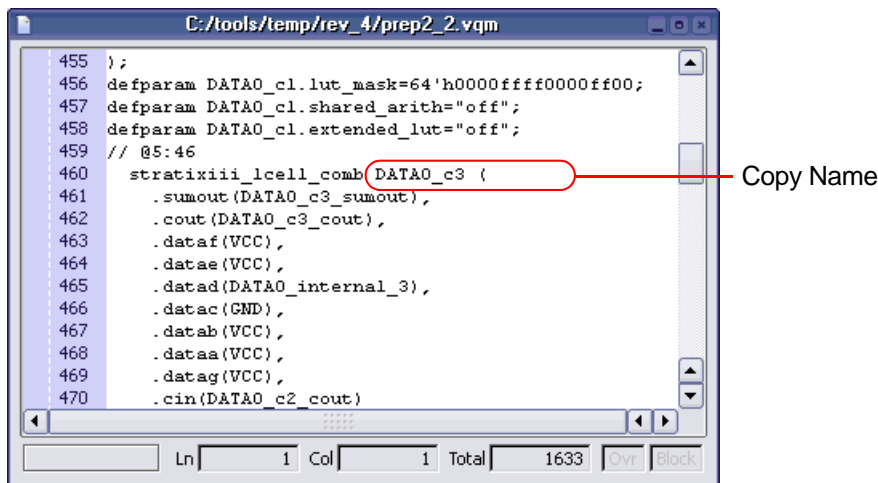 C:/tools/temp/rev_4/prep2_2.vqm
455 );
456 defparam DATA0_c1.lut_mask=64'h0000ffff0000ff00;
457 defparam DATA0_c1.shared_arith="off";
458 defparam DATA0_c1.extended_lut="off";
459 // @5:46
460 stratixiii_lcell_comb DATA0_c3 (
Copy Name
461 .sumout(DATA0_c3_sumout),
462 .cout(DATA0_c3_cout),
463 .dataf(VCC),
464 .datae(VCC),
465 .datad(DATA0_internal_3),
466 .datac(GND),
467 .datab(VCC),
468 .dataa(VCC),
469 .datag(VCC),
470 .cin(DATA0_c2_cout)
Ln 1 Col 1 Total 1633 Ovr Block